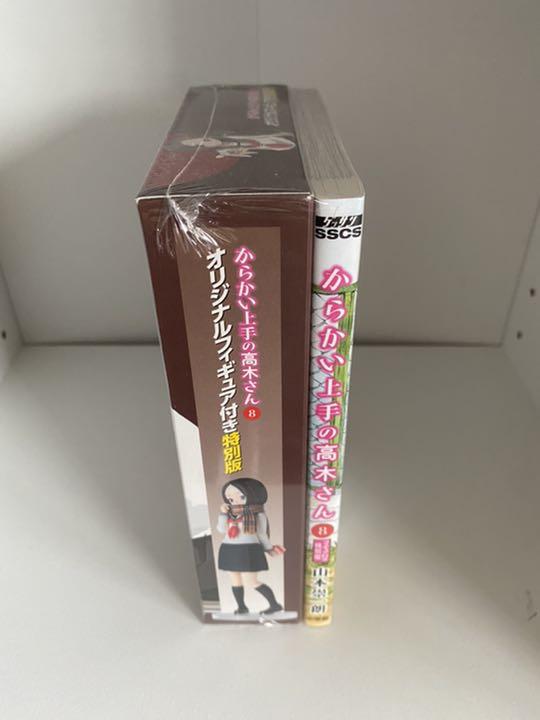 からかい上手の高木さん 8
オリジナルフィギュア付き特別版
ゲッサン
SSCS
からかい上手の高木さん
8
山本崇一朗